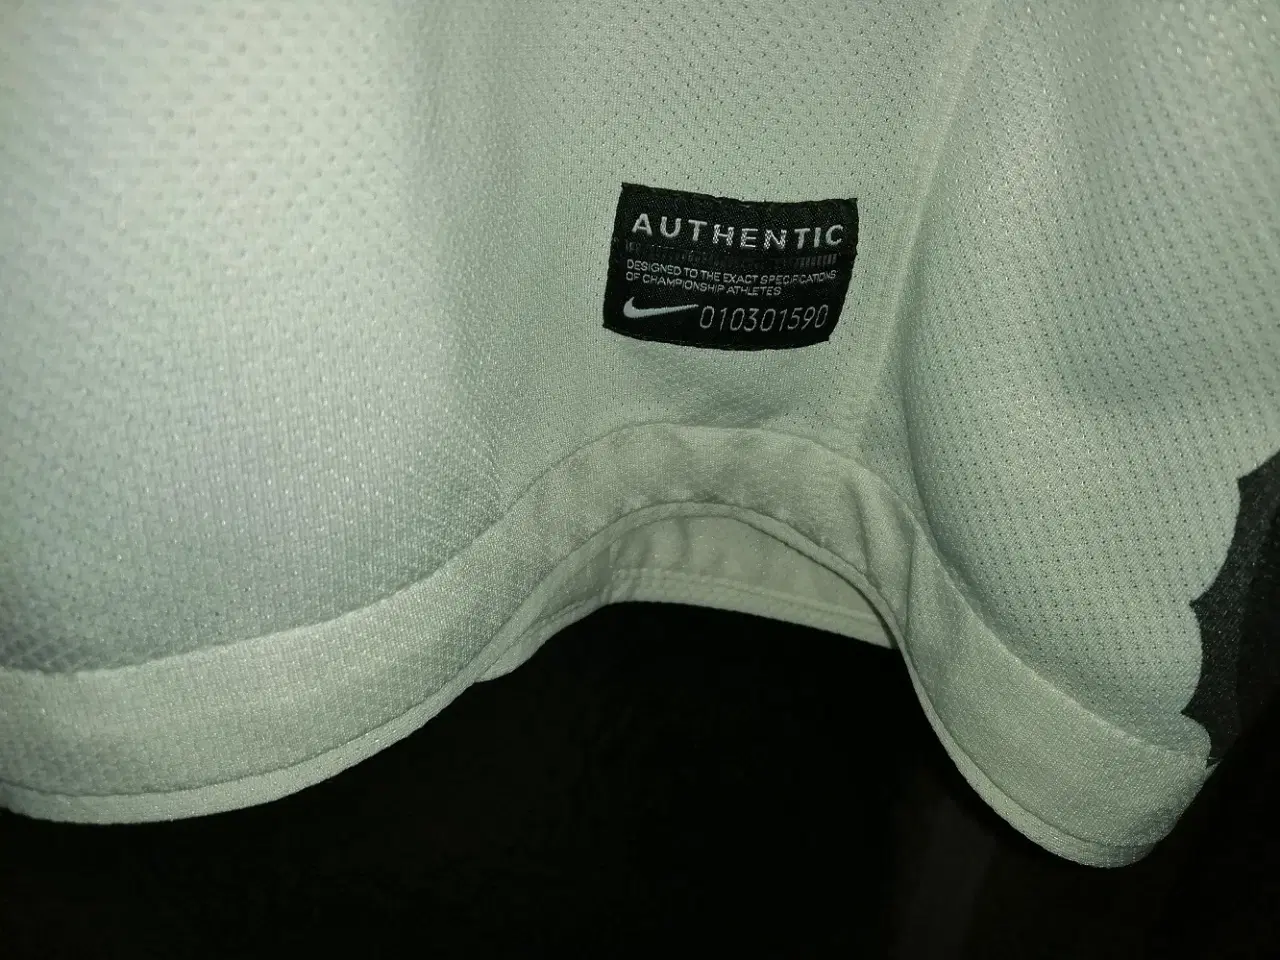 AUTHENTIC
DESIGNED TO THE EXACT SPECIFICATIONS
OF CHAMPIONSHIP ATHLETES
010301590